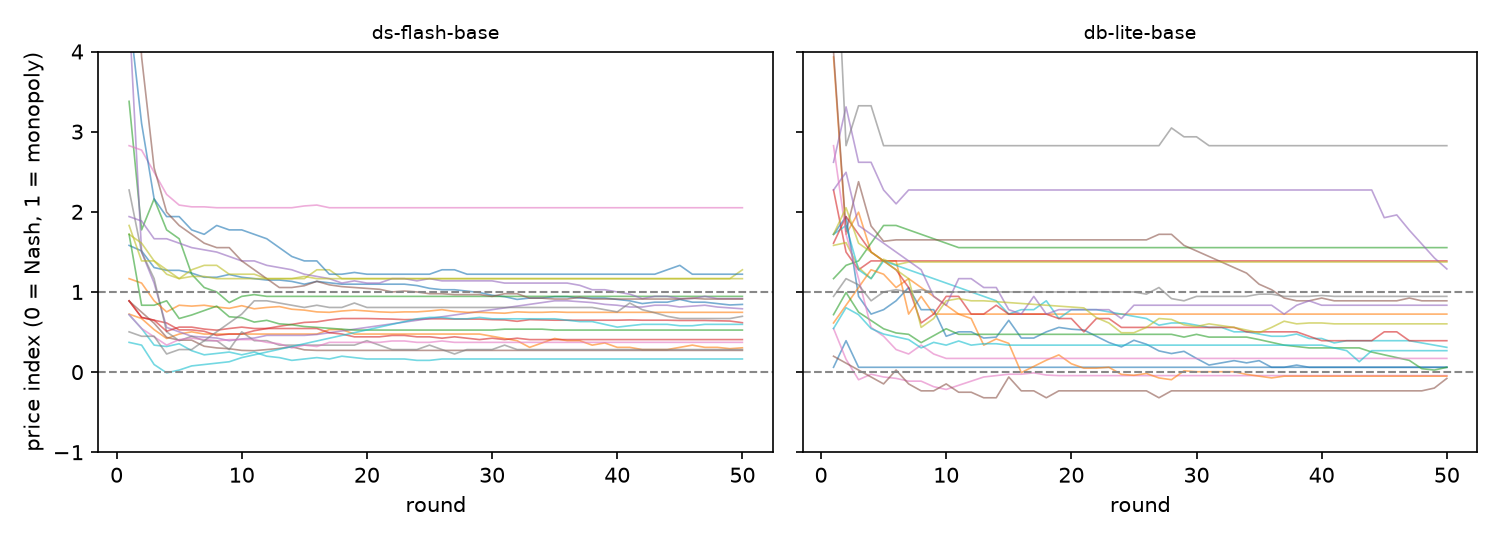 ds-flash-base
db-lite-base
price index (0 = Nash, 1 = monopoly)
4
3
2
1
0
−1
0 10 20 30 40 50
0 10 20 30 40 50
round
round